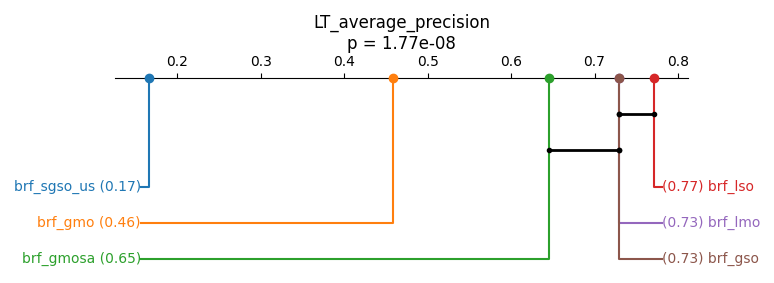 LT_average_precision
p = 1.77e-08
0.2 0.3 0.4 0.5 0.6 0.7 0.8
brf_sgso_us (0.17) (0.77) brf_lso
brf_gmo (0.46) (0.73) brf_lmo
brf_gmosa (0.65) (0.73) brf_gso